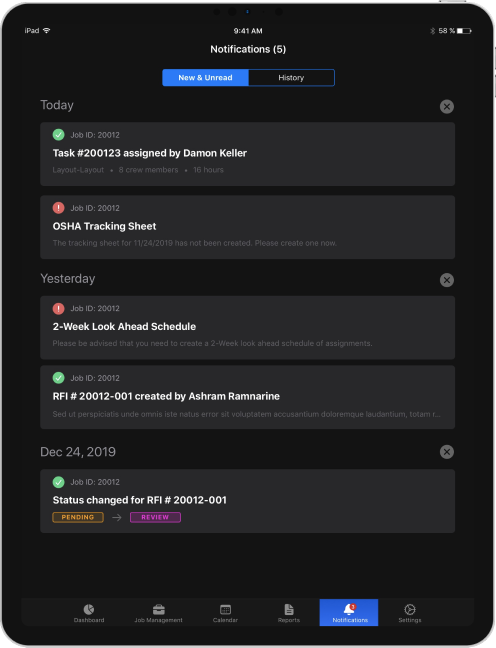 iPad
9:41 AM
58 %
Notifications (5)
New & Unread
History
Today
Job ID: 20012
Task #200123 assigned by Damon Keller
Layout-Layout • 8 crew members • 16 hours
Job ID: 20012
OSHA Tracking Sheet
The tracking sheet for 11/24/2019 has not been created. Please create one now.
Yesterday
Job ID: 20012
2-Week Look Ahead Schedule
Please be advised that you need to create a 2-Week look ahead schedule of assignments.
Job ID: 20012
RFI # 20012-001 created by Ashram Ramnarine
Sed ut perspiciatis unde omnis iste natus error sit voluptatem accusantium doloremque laudantium, totam r...
Dec 24, 2019
Job ID: 20012
Status changed for RFI # 20012-001
PENDING → REVIEW
Dashboard
Job Management
Calendar
Reports
Notifications
Settings